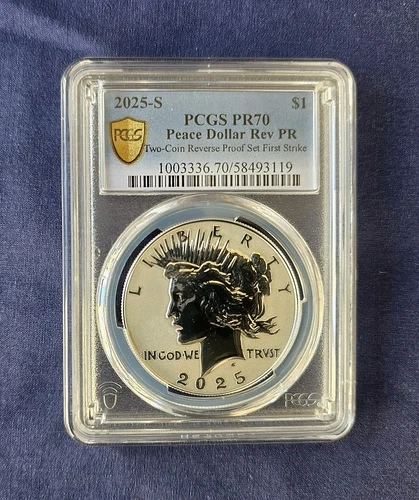 2025-S $1
PCGS PR70
Peace Dollar Rev PR
Two-Coin Reverse Proof Set First Strike
1003336.70/58493119
PCGS
LIBERTY
IN GOD WE TRVST
2025
PCGS